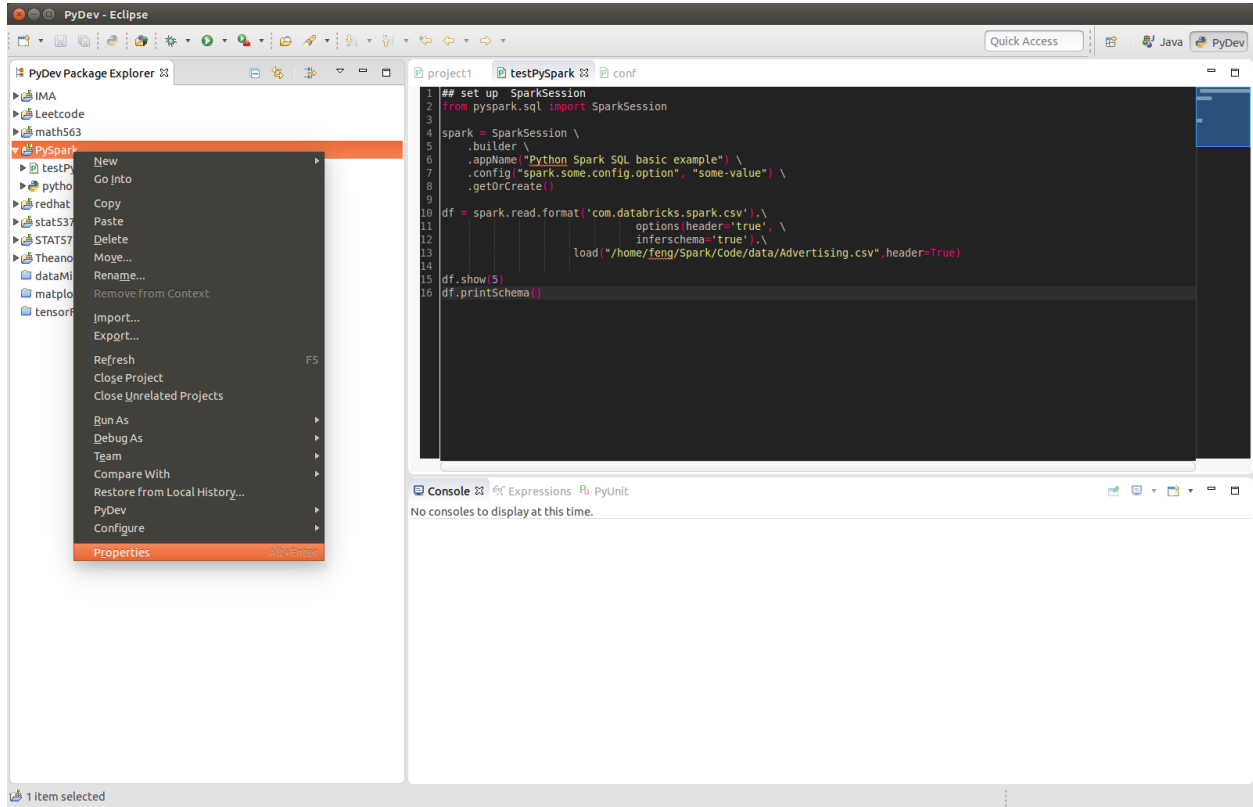 PyDev - Eclipse
Quick Access
Java
PyDev
PyDev Package Explorer
IMA
Leetcode
math563
PySpark
testPy
pytho
redhat
stat537
STAT57
Theano
dataMi
matplo
tensorF
New
Go Into
Copy
Paste
Delete
Move...
Rename...
Remove from Context
Import...
Export...
Refresh F5
Close Project
Close Unrelated Projects
Run As
Debug As
Team
Compare With
Restore from Local History...
PyDev
Configure
Properties Alt+Enter
project1 testPySpark conf
1 ## set up  SparkSession
2 from pyspark.sql import SparkSession
3
4 spark = SparkSession \
5     .builder \
6     .appName("Python Spark SQL basic example") \
7     .config("spark.some.config.option", "some-value") \
8     .getOrCreate()
9
10 df = spark.read.format('com.databricks.spark.csv').\
11                                options(header='true', \
12                                inferschema='true').\
13                      load("/home/feng/Spark/Code/data/Advertising.csv",header=True)
14
15 df.show(5)
16 df.printSchema()
Console Expressions PyUnit
No consoles to display at this time.
1 item selected